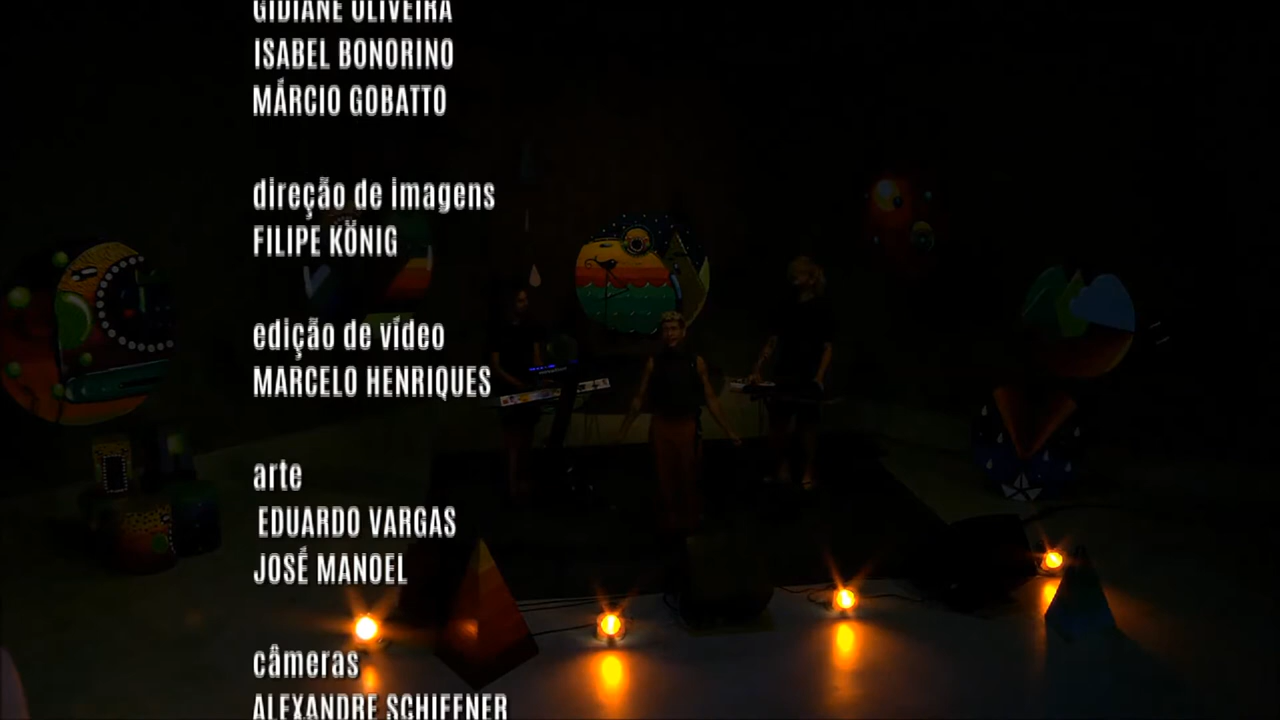 GIDIANE OLIVEIRA
ISABEL BONORINO
MÁRCIO GOBATTO
direção de imagens
FILIPE KÖNIG
edição de vídeo
MARCELO HENRIQUES
arte
EDUARDO VARGAS
JOSÉ MANOEL
câmeras
ALEXANDRE SCHIFFNER